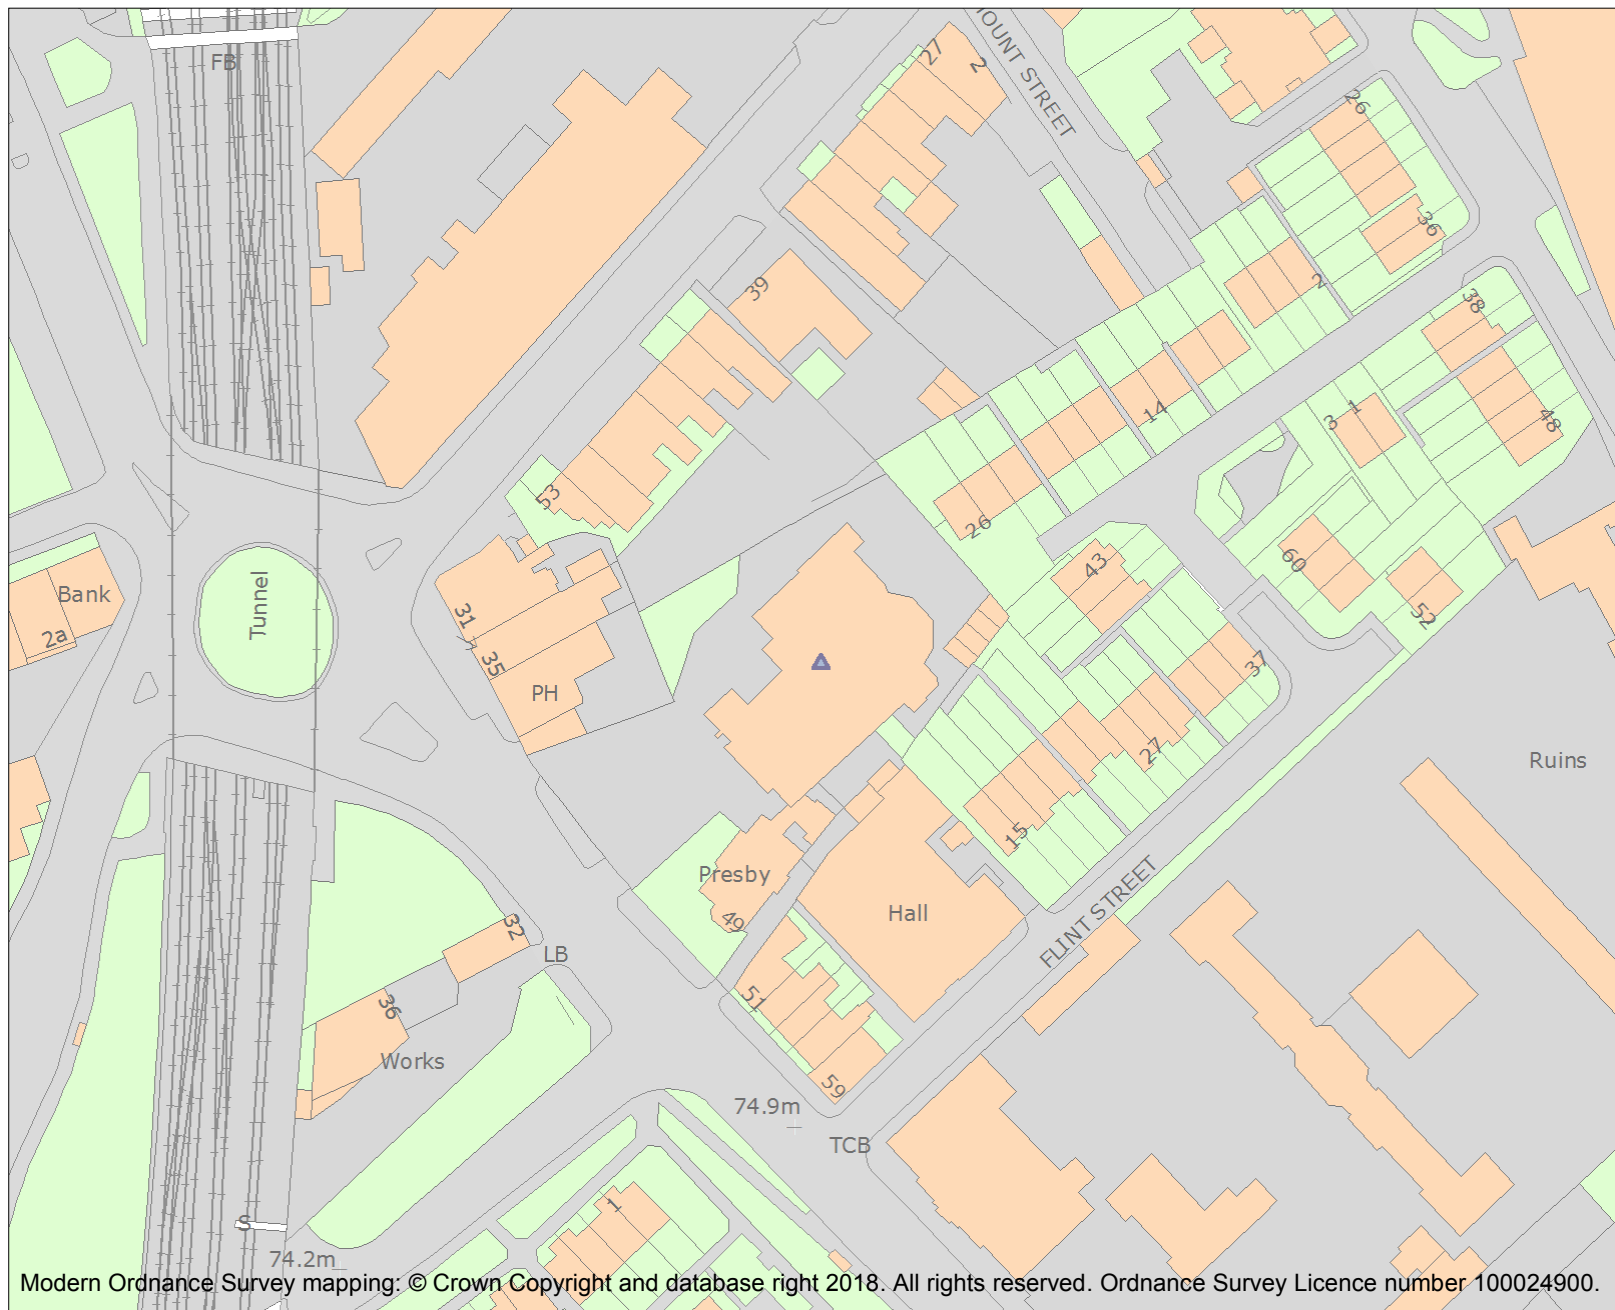 FB
27
2
MOUNT STREET
26
36
39
2
38
14
1
3
48
53
26
43
60
52
Bank
2a
Tunnel
31
35
PH
37
27
Ruins
15
Presby
49
Hall
FLINT STREET
32
LB
36
Works
51
59
74.9m
TCB
1
S
74.2m
Modern Ordnance Survey mapping: © Crown Copyright and database right 2018. All rights reserved. Ordnance Survey Licence number 100024900.